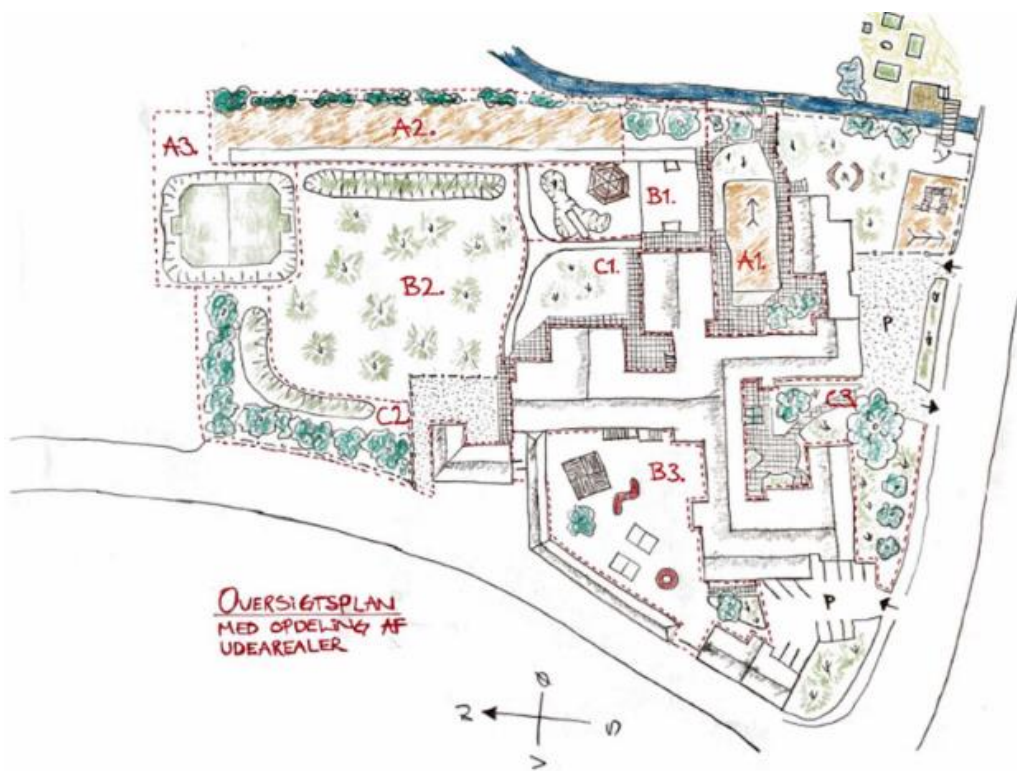 A2.
A3.
B1.
A1.
C1.
B2.
P
C3.
C2.
B3.
P
OVERSIGTSPLAN
MED OPDELING AF
UDEAREALER
Ø
N
S
V